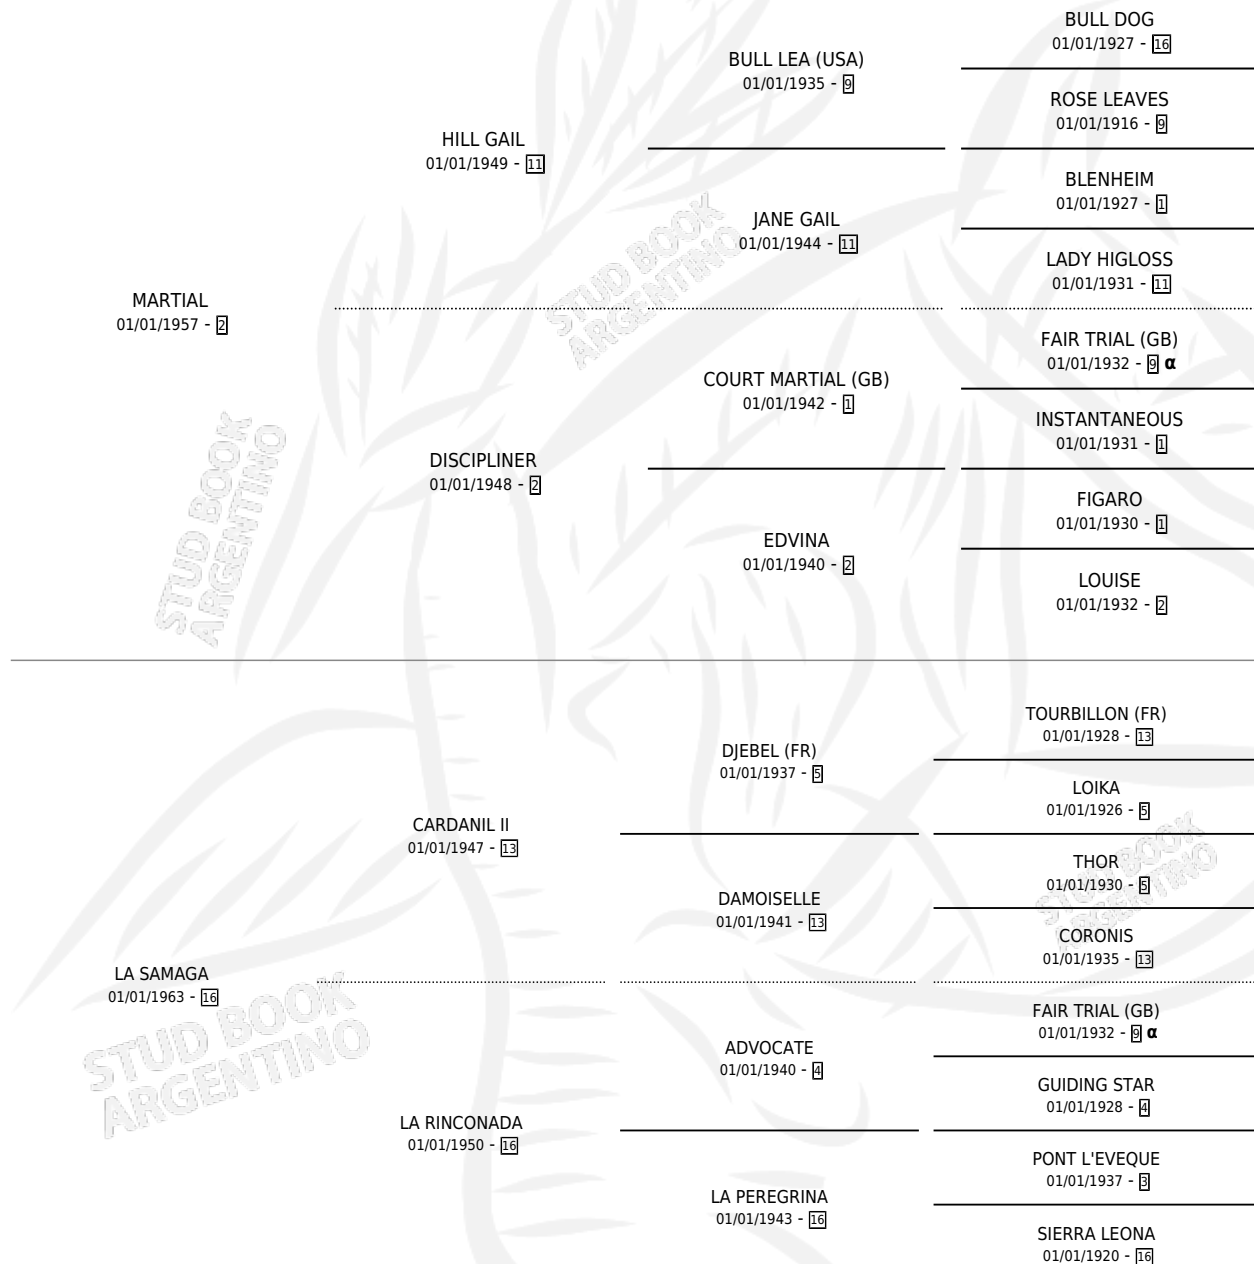 BULL DOG
01/01/1927 - 16
BULL LEA (USA)
01/01/1935 - 9
ROSE LEAVES
01/01/1916 - 9
HILL GAIL
01/01/1949 - 11
BLENHEIM
01/01/1927 - 1
JANE GAIL
01/01/1944 - 11
LADY HIGLOSS
01/01/1931 - 11
MARTIAL
01/01/1957 - 2
FAIR TRIAL (GB)
01/01/1932 - 9 α
COURT MARTIAL (GB)
01/01/1942 - 1
INSTANTANEOUS
01/01/1931 - 1
DISCIPLINER
01/01/1948 - 2
FIGARO
01/01/1930 - 1
EDVINA
01/01/1940 - 2
LOUISE
01/01/1932 - 2
TOURBILLON (FR)
01/01/1928 - 13
DJEBEL (FR)
01/01/1937 - 5
LOIKA
01/01/1926 - 5
CARDANIL II
01/01/1947 - 13
THOR
01/01/1930 - 5
DAMOISELLE
01/01/1941 - 13
CORONIS
01/01/1935 - 13
LA SAMAGA
01/01/1963 - 16
FAIR TRIAL (GB)
01/01/1932 - 9 α
ADVOCATE
01/01/1940 - 4
GUIDING STAR
01/01/1928 - 4
LA RINCONADA
01/01/1950 - 16
PONT L'EVEQUE
01/01/1937 - 3
LA PEREGRINA
01/01/1943 - 16
SIERRA LEONA
01/01/1920 - 16
STUD BOOK
ARGENTINO
STUD BOOK
ARGENTINO
STUD BOOK
ARGENTINO
STUD BOOK
ARGENTINO